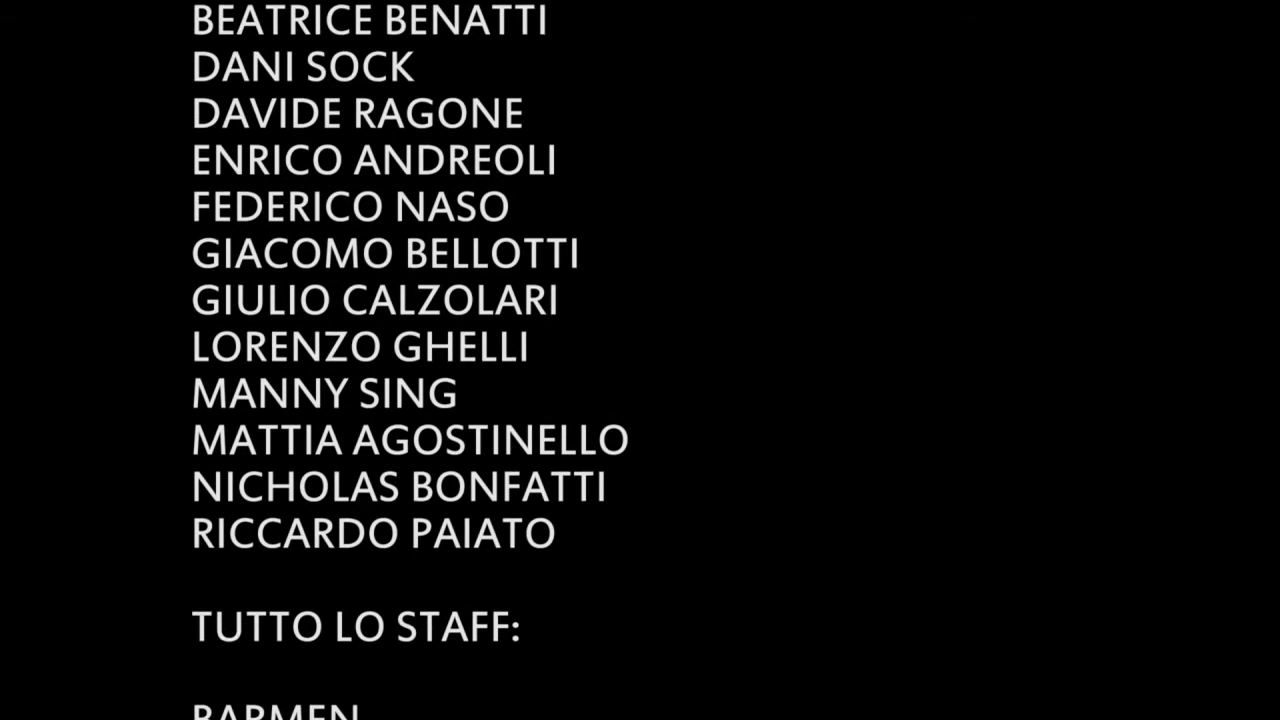 BEATRICE BENATTI
DANI SOCK
DAVIDE RAGONE
ENRICO ANDREOLI
FEDERICO NASO
GIACOMO BELLOTTI
GIULIO CALZOLARI
LORENZO GHELLI
MANNY SING
MATTIA AGOSTINELLO
NICHOLAS BONFATTI
RICCARDO PAIATO
TUTTO LO STAFF:
BARMEN